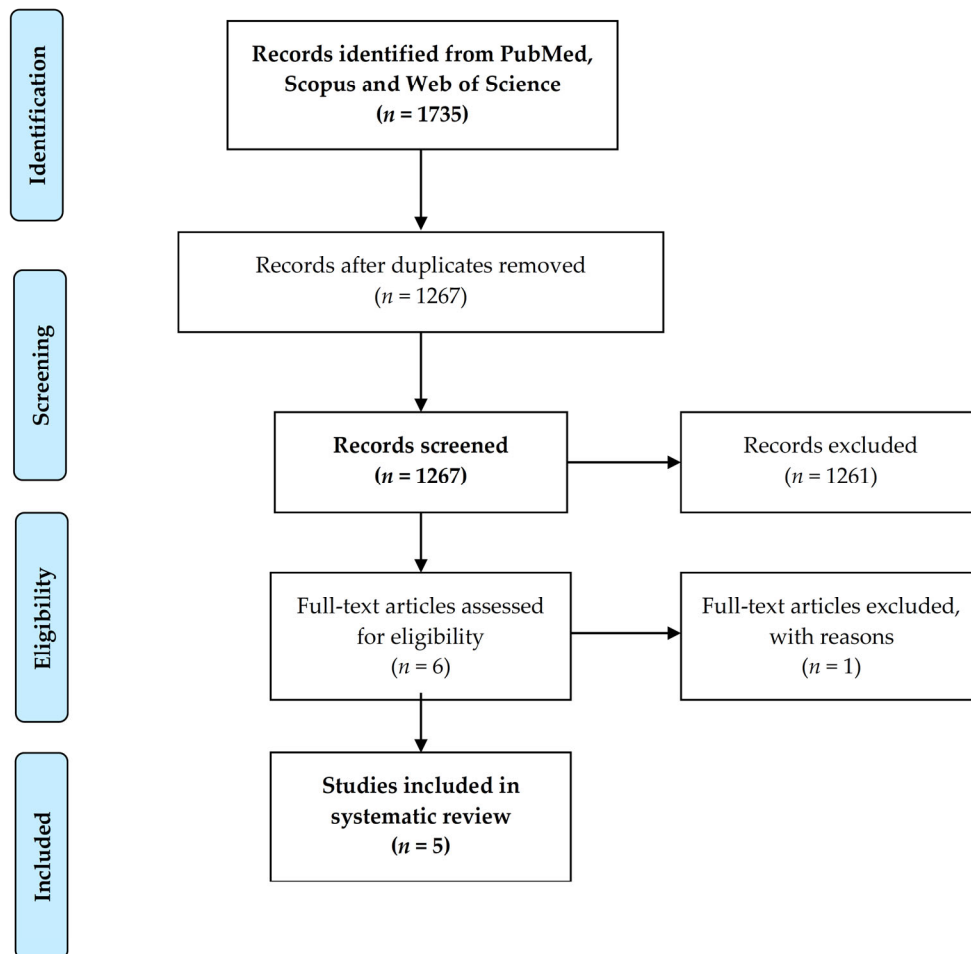 Identification
Records identified from PubMed,
Scopus and Web of Science
(n = 1735)
Records after duplicates removed
(n = 1267)
Screening
Records screened
(n = 1267)
Records excluded
(n = 1261)
Eligibility
Full-text articles assessed
for eligibility
(n = 6)
Full-text articles excluded,
with reasons
(n = 1)
Included
Studies included in
systematic review
(n = 5)